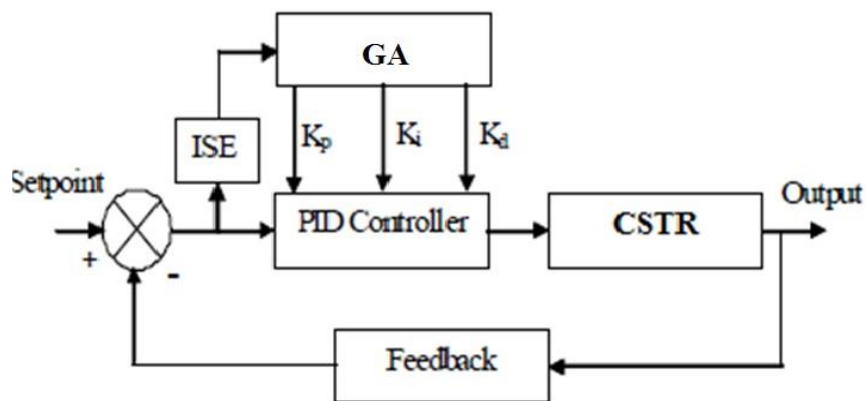 GA
ISE
Kp
Ki
Kd
Setpoint
+
-
PID Controller
CSTR
Output
Feedback